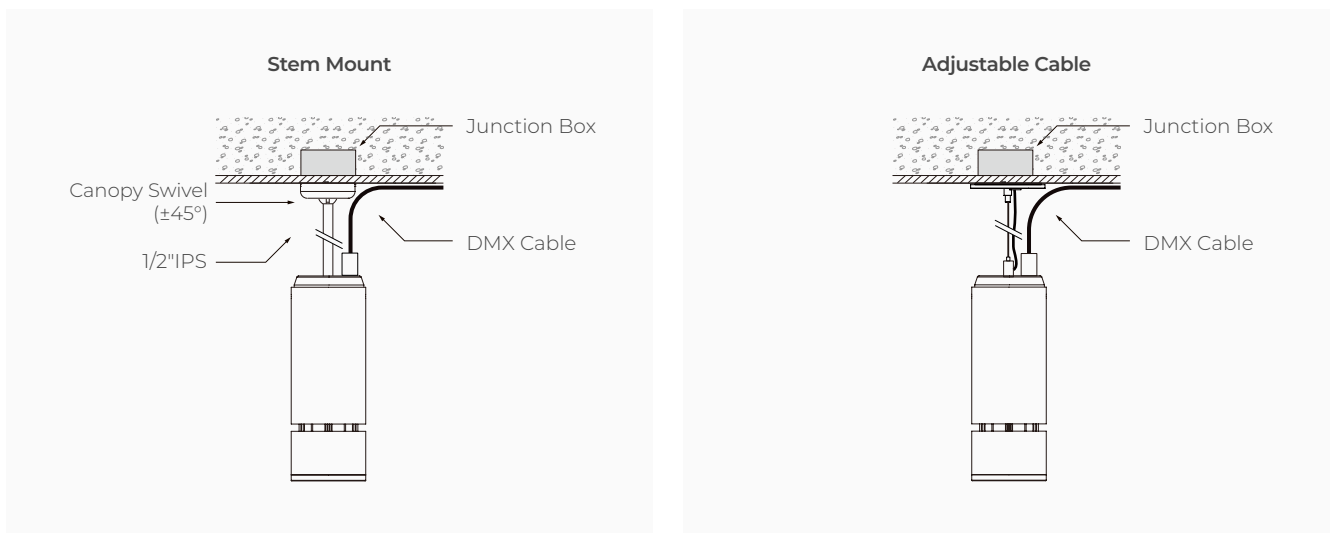 Stem Mount
Junction Box
Canopy Swivel
(±45°)
DMX Cable
1/2"IPS
Adjustable Cable
Junction Box
DMX Cable